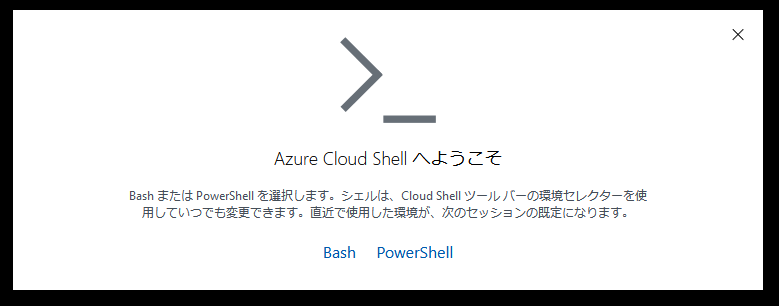 Azure Cloud Shell へようこそ
Bash または PowerShell を選択します。シェルは、Cloud Shell ツール バーの環境セレクターを使
用していつでも変更できます。直近で使用した環境が、次のセッションの既定になります。
Bash PowerShell